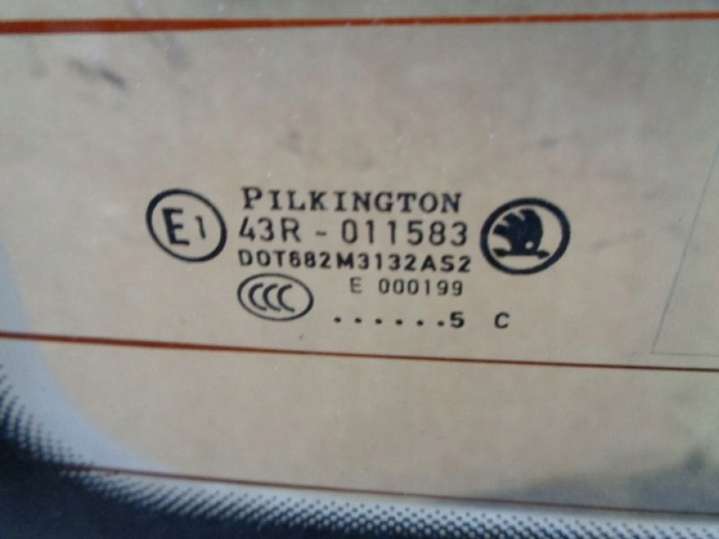 PILKINGTON
E1
43R - 011583
DOT682M3132AS2
E 000199
CCC
......5 C